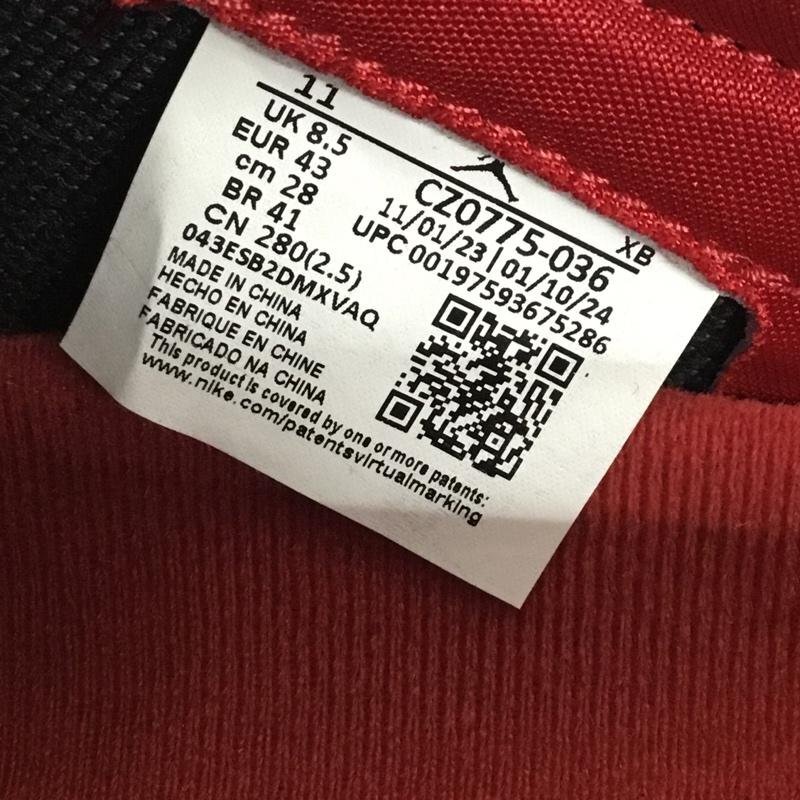 11
UK 8.5
EUR 43
cm 28
BR 41
CN 280(2.5)
043ESB2DMXVAQ
CZ0775-036
XB
11/01/23 | 01/10/24
UPC 00197593675286
MADE IN CHINA
HECHO EN CHINA
FABRIQUE EN CHINE
FABRICADO NA CHINA
This product is covered by one or more patents:
www.nike.com/patentsvirtualmarking